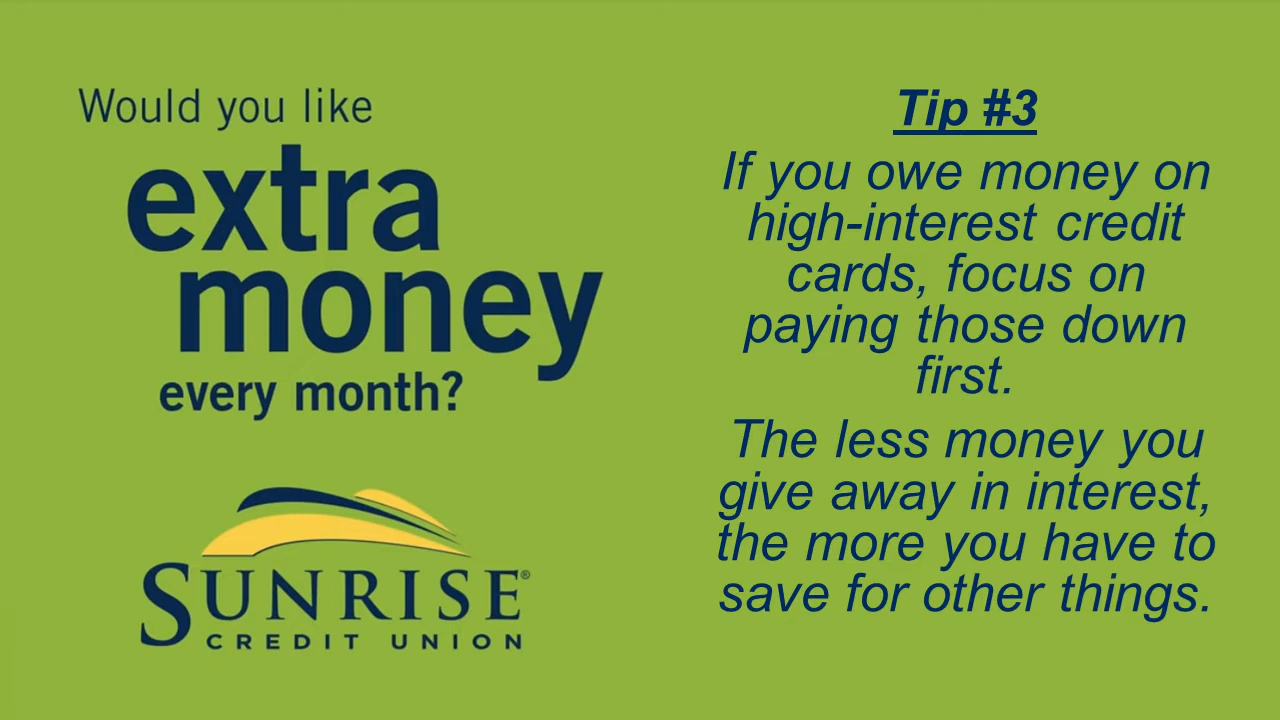 Would you like
extra
money
every month?
SUNRISE®
CREDIT UNION
Tip #3
If you owe money on
high-interest credit
cards, focus on
paying those down
first.
The less money you
give away in interest,
the more you have to
save for other things.